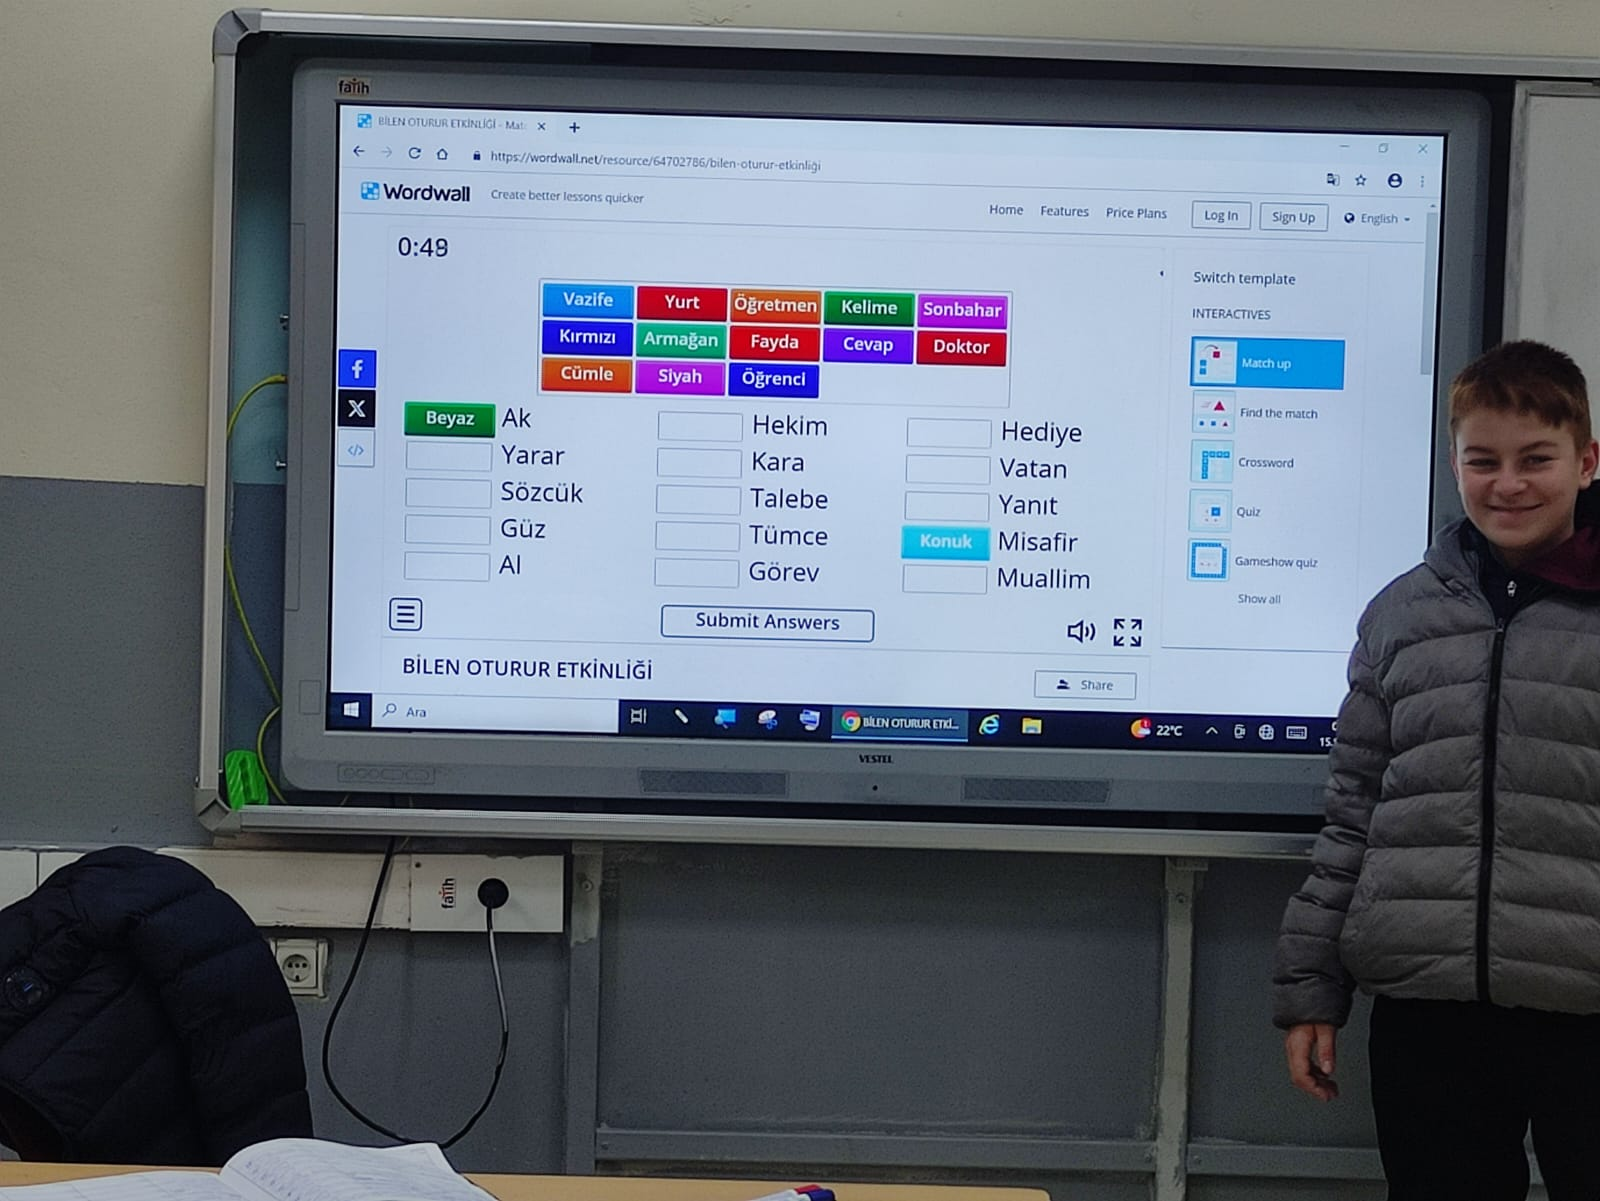 fatih
BİLEN OTURUR ETKİNLİĞİ - Mat
https://wordwall.net/resource/64702786/bilen-oturur-etkinliği
Wordwall Create better lessons quicker
Home Features Price Plans Log In Sign Up English
0:48
Vazife Yurt Öğretmen Kelime Sonbahar
Kırmızı Armağan Fayda Cevap Doktor
Cümle Siyah Öğrenci
Beyaz Ak
Yarar
Sözcük
Güz
Al
Hekim
Kara
Talebe
Tümce
Görev
Hediye
Vatan
Yanıt
Konuk Misafir
Muallim
Submit Answers
BİLEN OTURUR ETKİNLİĞİ
Share
Switch template
INTERACTIVES
Match up
Find the match
Crossword
Quiz
Gameshow quiz
Show all
Ara
BİLEN OTURUR ETKİ...
22°C
15.
VESTEL
fatih